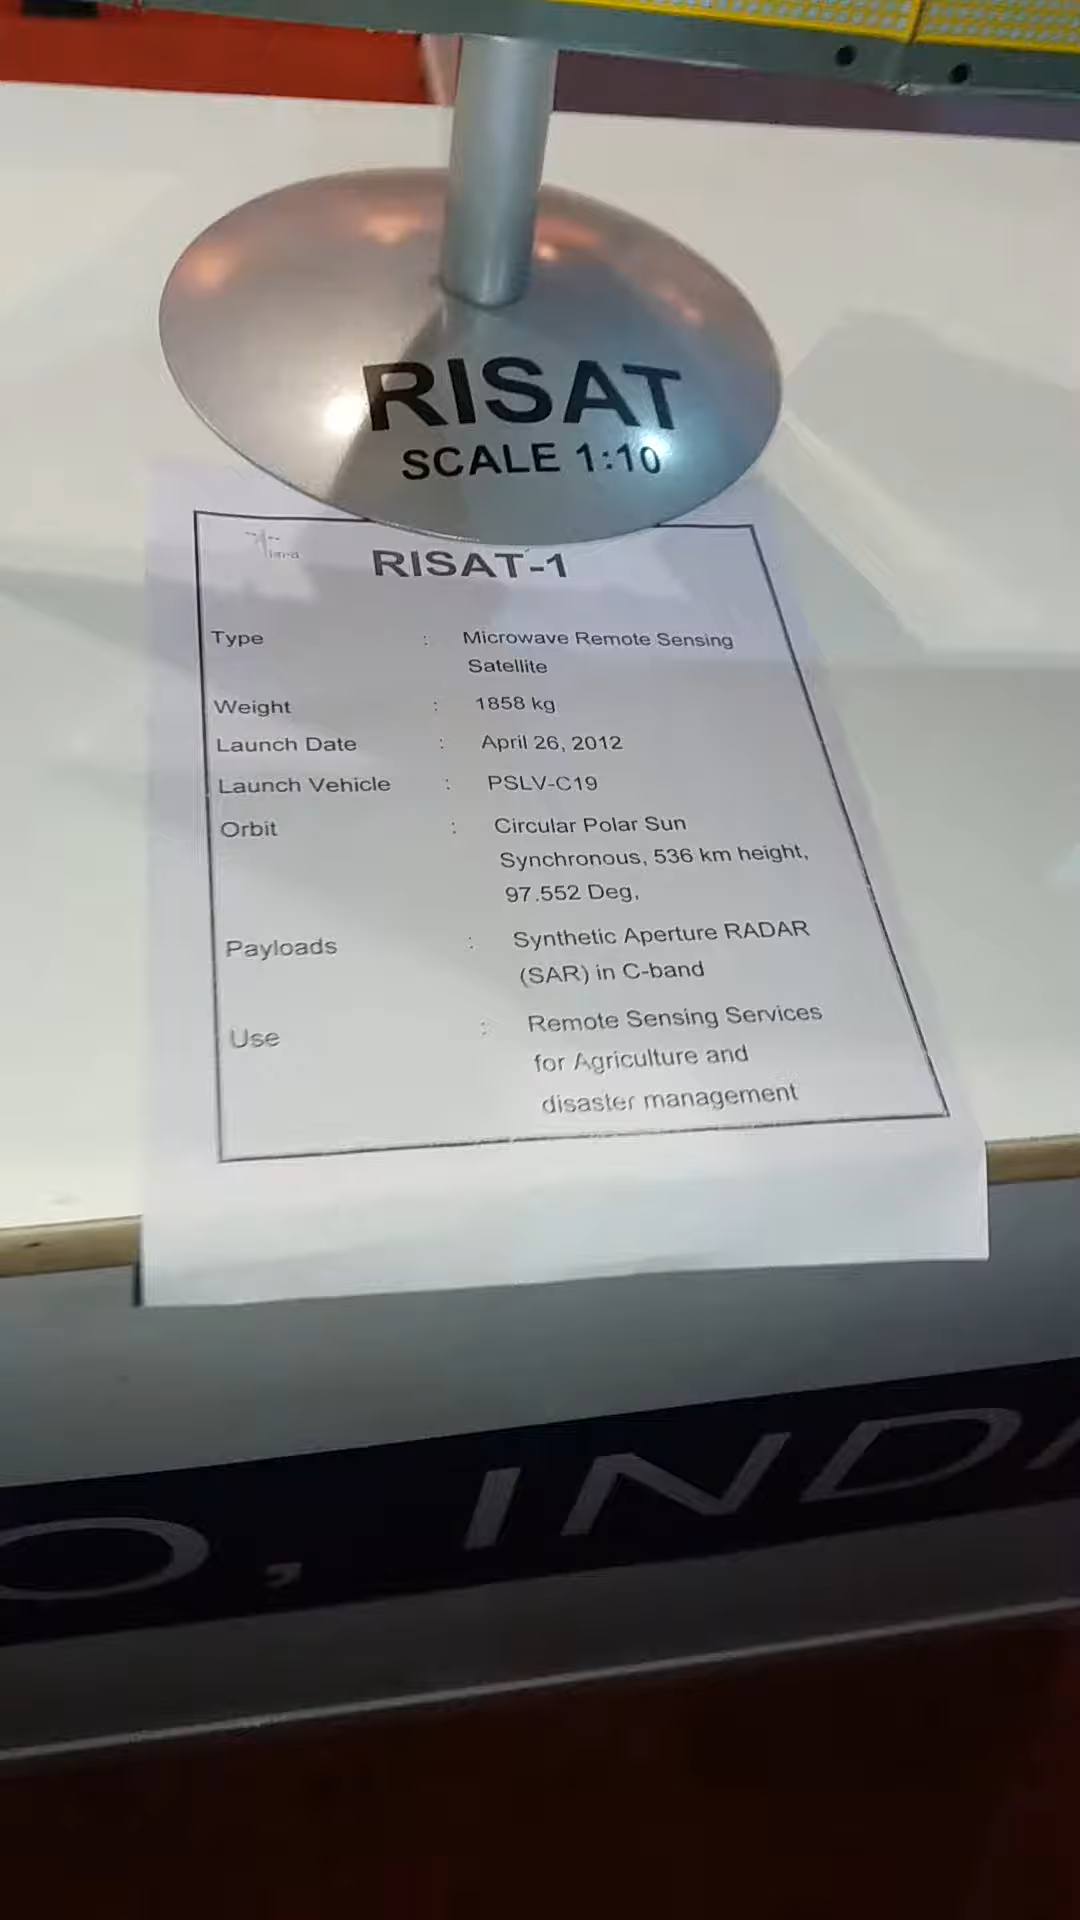 RISAT
SCALE 1:10
isro
RISAT-1
Type : Microwave Remote Sensing
Satellite
Weight : 1858 kg
Launch Date : April 26, 2012
Launch Vehicle : PSLV-C19
Orbit : Circular Polar Sun
Synchronous, 536 km height,
97.552 Deg,
Payloads : Synthetic Aperture RADAR
(SAR) in C-band
Use : Remote Sensing Services
for Agriculture and
disaster management
O, IND